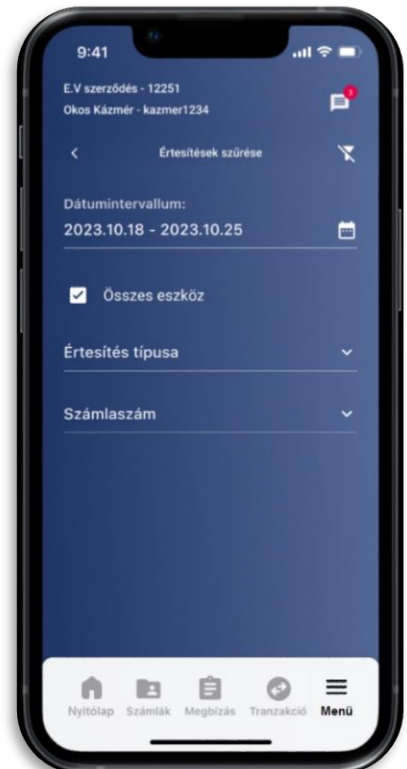 9:41
E.V szerződés - 12251
Okos Kázmér - kazmer1234
3
Értesítések szűrése
Dátumintervallum:
2023.10.18 - 2023.10.25
Összes eszköz
Értesítés típusa
Számlaszám
Nyitólap Számlák Megbízás Tranzakció Menü